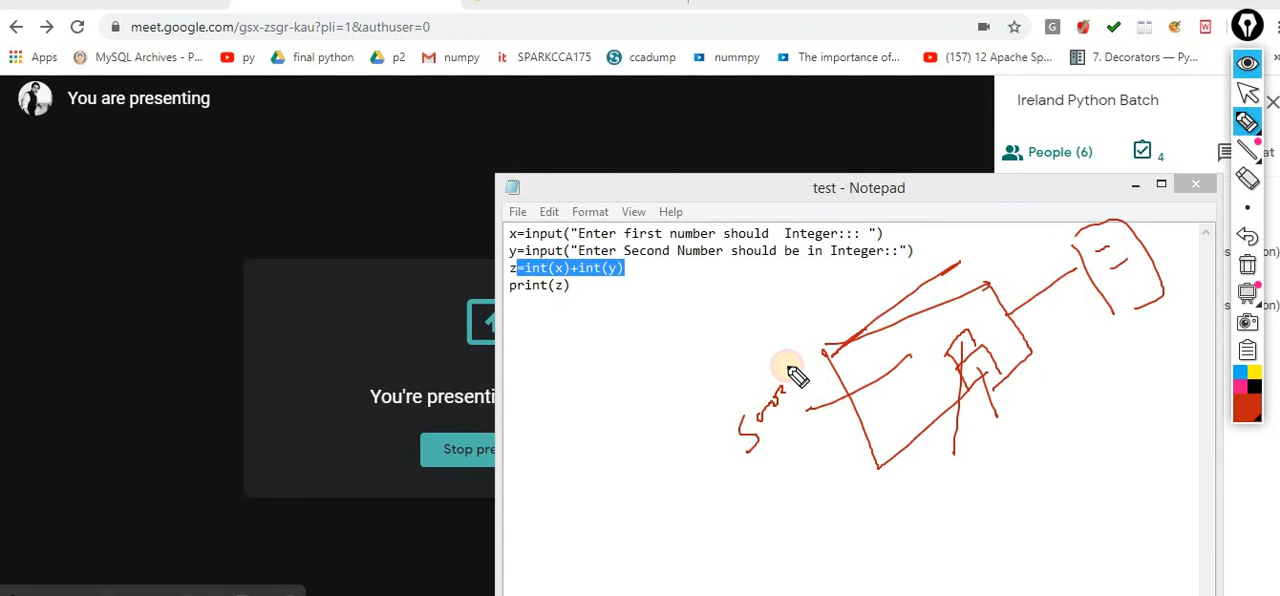 meet.google.com/gsx-zsgr-kau?pli=1&authuser=0
G
W
Apps
MySQL Archives - P...
py
final python
p2
numpy
it SPARKCCA175
ccadump
nummpy
The importance of...
(157) 12 Apache Sp...
7. Decorators — Py...
»
You are presenting
Ireland Python Batch
People (6)
4
at
test - Notepad
File Edit Format View Help
x=input("Enter first number should  Integer::: ")
y=input("Enter Second Number should be in Integer::")
z=int(x)+int(y)
print(z)
You're presenti
Stop pre